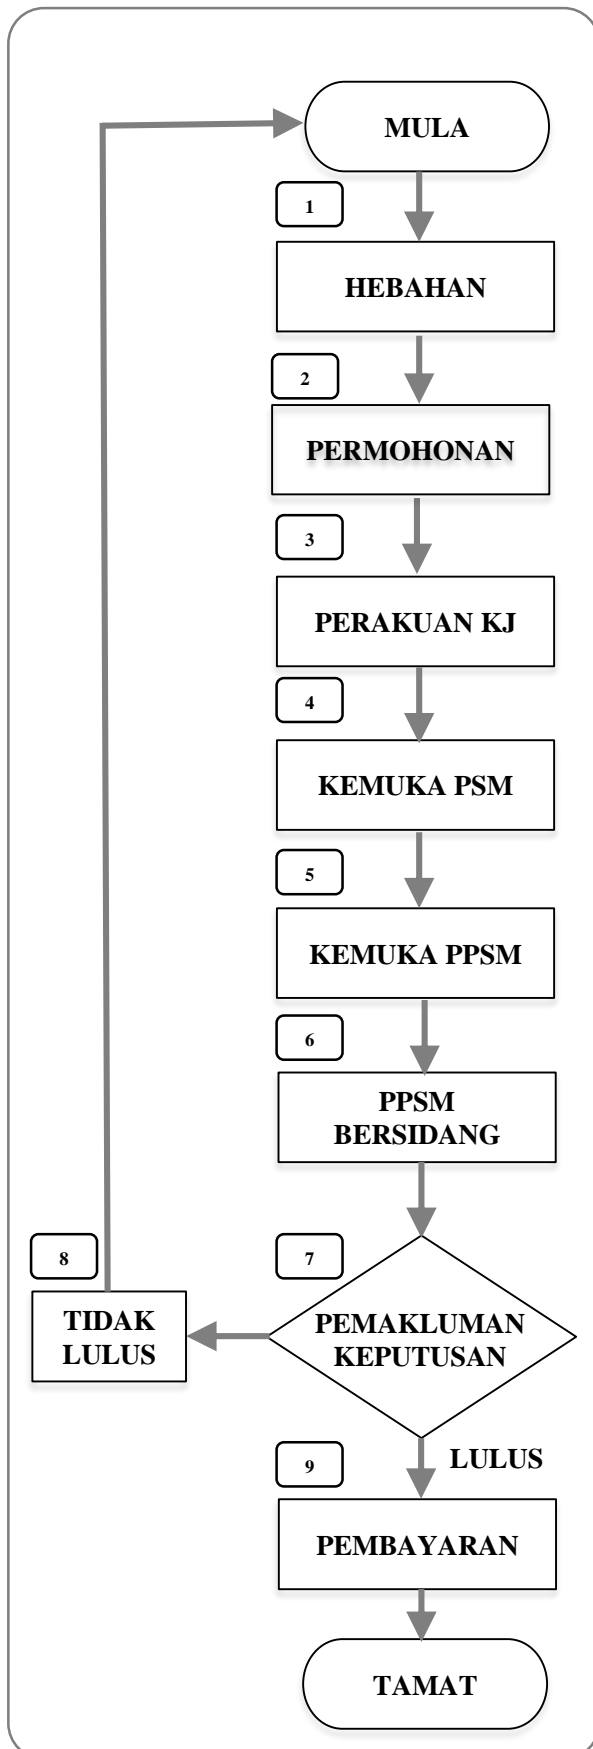 MULA
1
HEBAHAN
2
PERMOHONAN
3
PERAKUAN KJ
4
KEMUKA PSM
5
KEMUKA PPSM
6
PPSM
BERSIDANG
7
PEMAKLUMAN
KEPUTUSAN
8
TIDAK
LULUS
LULUS
9
PEMBAYARAN
TAMAT